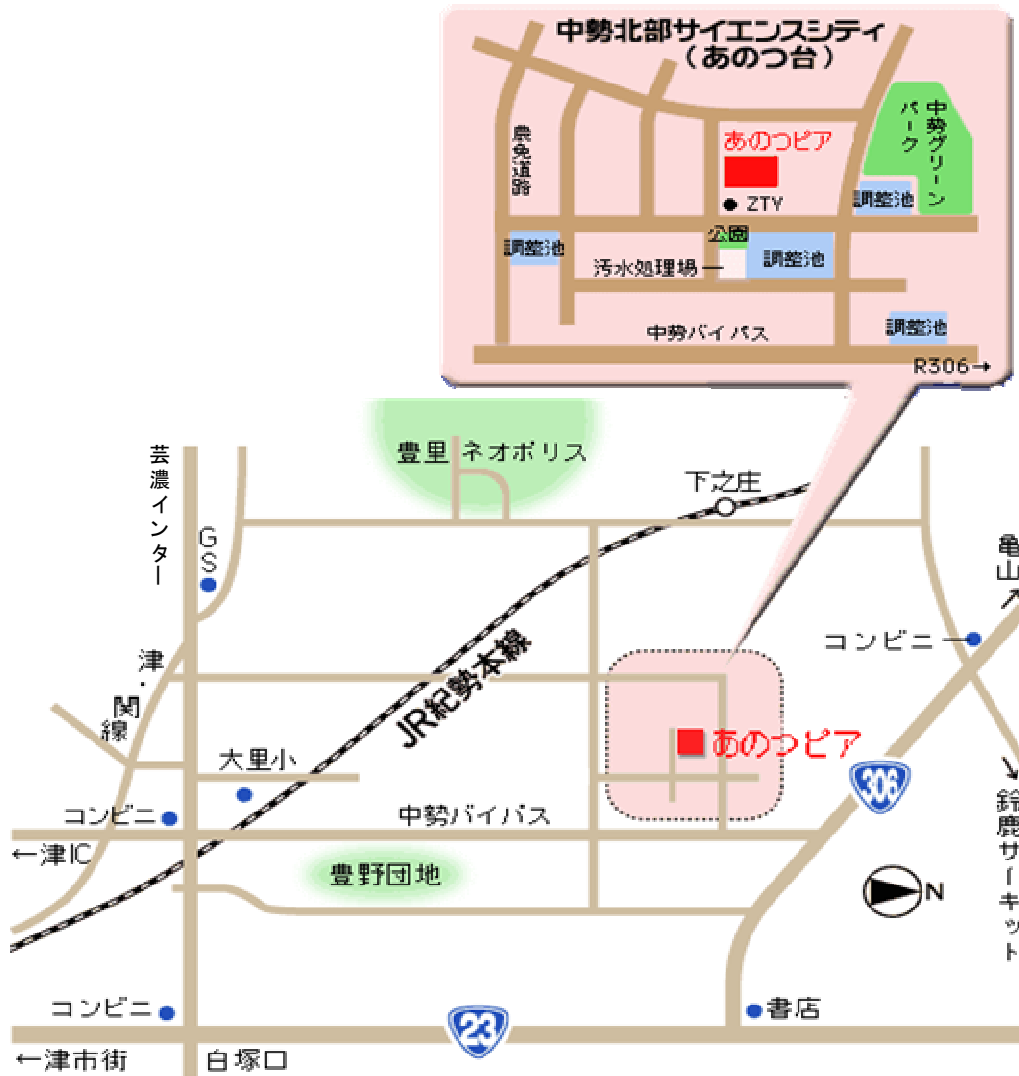 中勢北部サイエンスシティ
（あのつ台）
農免道路
あのつピア
中勢グリーン
パーク
調整池
ZTV
公園
調整池
調整池
汚水処理場
中勢バイパス
調整池
R306→
芸濃インター
豊里ネオポリス
下之庄
GS
亀山
コンビニ
津・関線
JR紀勢本線
あのつピア
大里小
306
コンビニ
中勢バイパス
鈴鹿サーキット
←津IC
豊野団地
N
コンビニ
23
書店
←津市街
白塚口